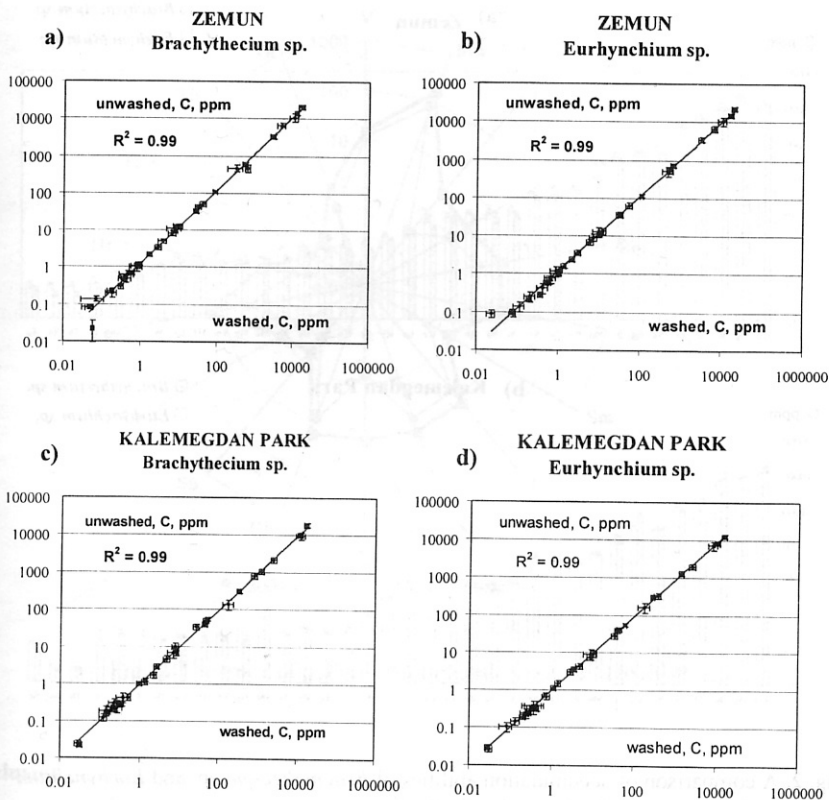 ZEMUN
a) Brachythecium sp.
100000
10000
1000
100
10
1
0.1
0.01
unwashed, C, ppm
R² = 0.99
washed, C, ppm
0.01 1 100 10000 1000000
ZEMUN
b) Eurhynchium sp.
100000
10000
1000
100
10
1
0.1
0.01
unwashed, C, ppm
R² = 0.99
washed, C, ppm
0.01 1 100 10000 1000000
KALEMEGDAN PARK
c) Brachythecium sp.
100000
10000
1000
100
10
1
0.1
0.01
unwashed, C, ppm
R² = 0.99
washed, C, ppm
0.01 1 100 10000 1000000
KALEMEGDAN PARK
d) Eurhynchium sp.
100000
10000
1000
100
10
1
0.1
0.01
unwashed, C, ppm
R² = 0.99
washed, C, ppm
0.01 1 100 10000 1000000